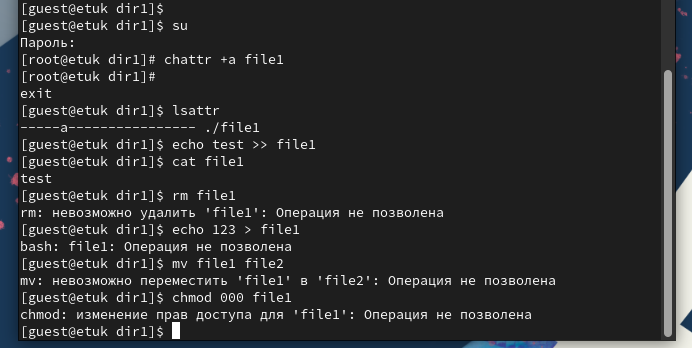 [guest@etuk dir1]$
[guest@etuk dir1]$ su
Пароль:
[root@etuk dir1]# chattr +a file1
[root@etuk dir1]#
exit
[guest@etuk dir1]$ lsattr
-----a---------------- ./file1
[guest@etuk dir1]$ echo test >> file1
[guest@etuk dir1]$ cat file1
test
[guest@etuk dir1]$ rm file1
rm: невозможно удалить 'file1': Операция не позволена
[guest@etuk dir1]$ echo 123 > file1
bash: file1: Операция не позволена
[guest@etuk dir1]$ mv file1 file2
mv: невозможно переместить 'file1' в 'file2': Операция не позволена
[guest@etuk dir1]$ chmod 000 file1
chmod: изменение прав доступа для 'file1': Операция не позволена
[guest@etuk dir1]$